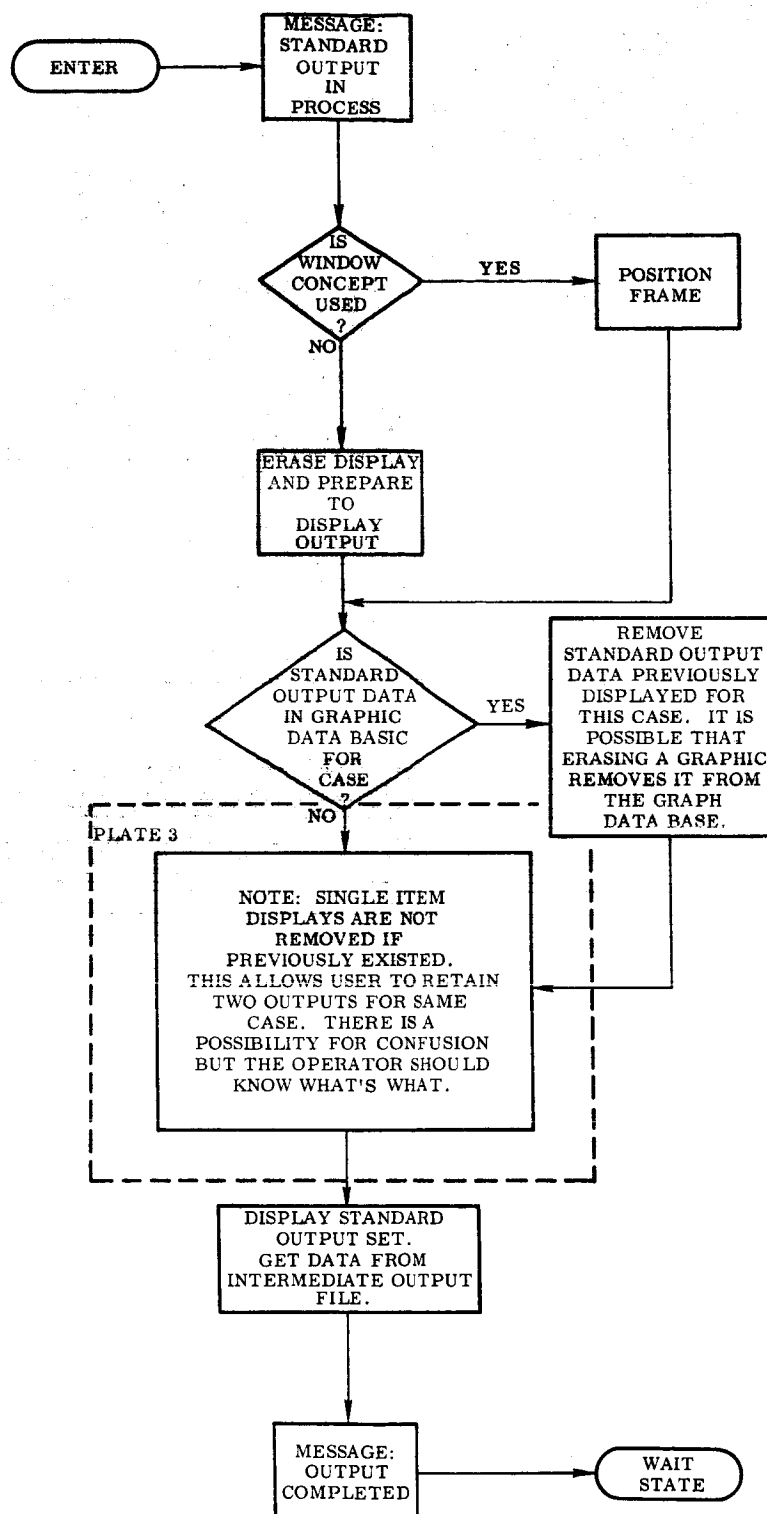 ENTER
MESSAGE:
STANDARD
OUTPUT
IN
PROCESS
IS
WINDOW
CONCEPT
USED
?
YES
POSITION
FRAME
NO
ERASE DISPLAY
AND PREPARE
TO
DISPLAY
OUTPUT
IS
STANDARD
OUTPUT DATA
IN GRAPHIC
DATA BASIC
FOR
CASE
?
YES
REMOVE
STANDARD OUTPUT
DATA PREVIOUSLY
DISPLAYED FOR
THIS CASE. IT IS
POSSIBLE THAT
ERASING A GRAPHIC
REMOVES IT FROM
THE GRAPH
DATA BASE.
NO
PLATE 3
NOTE: SINGLE ITEM
DISPLAYS ARE NOT
REMOVED IF
PREVIOUSLY EXISTED.
THIS ALLOWS USER TO RETAIN
TWO OUTPUTS FOR SAME
CASE. THERE IS A
POSSIBILITY FOR CONFUSION
BUT THE OPERATOR SHOULD
KNOW WHAT'S WHAT.
DISPLAY STANDARD
OUTPUT SET.
GET DATA FROM
INTERMEDIATE OUTPUT
FILE.
MESSAGE:
OUTPUT
COMPLETED
WAIT
STATE